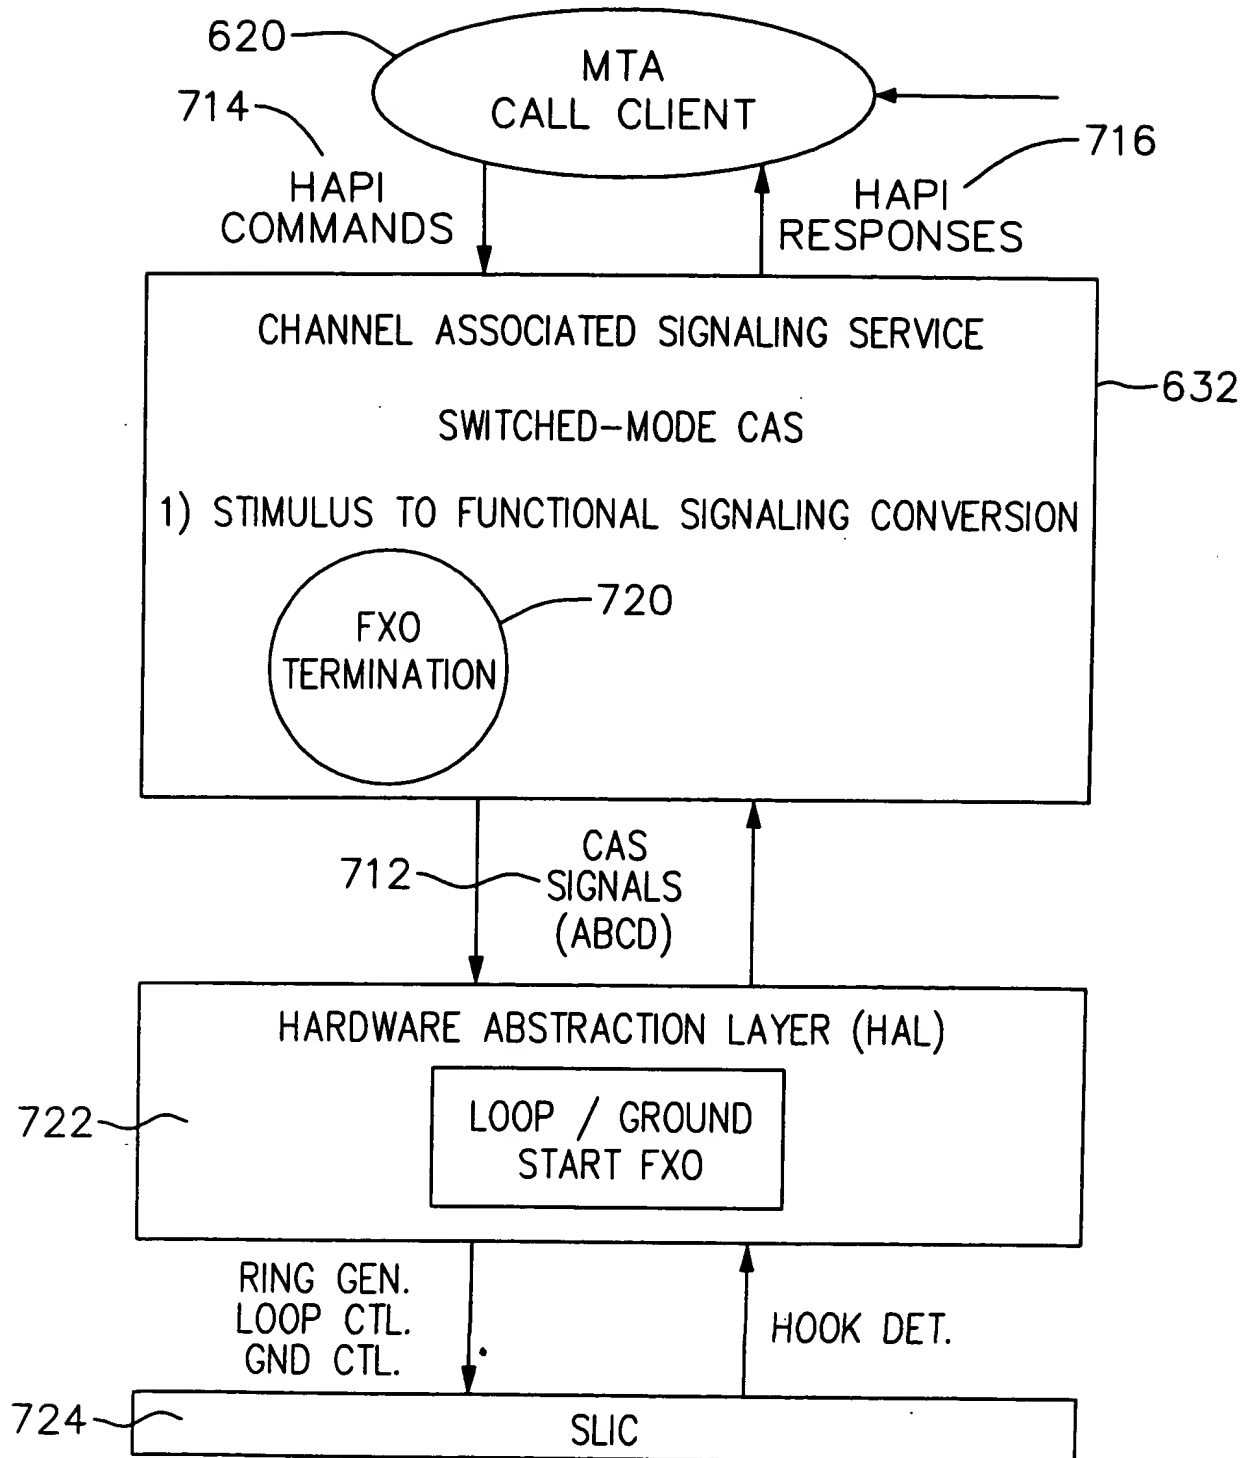 620
MTA
CALL CLIENT
714
716
HAPI
COMMANDS
HAPI
RESPONSES
CHANNEL ASSOCIATED SIGNALING SERVICE
632
SWITCHED-MODE CAS
1) STIMULUS TO FUNCTIONAL SIGNALING CONVERSION
720
FXO
TERMINATION
712
CAS
SIGNALS
(ABCD)
HARDWARE ABSTRACTION LAYER (HAL)
722
LOOP / GROUND
START FXO
RING GEN.
LOOP CTL.
GND CTL.
HOOK DET.
724
SLIC